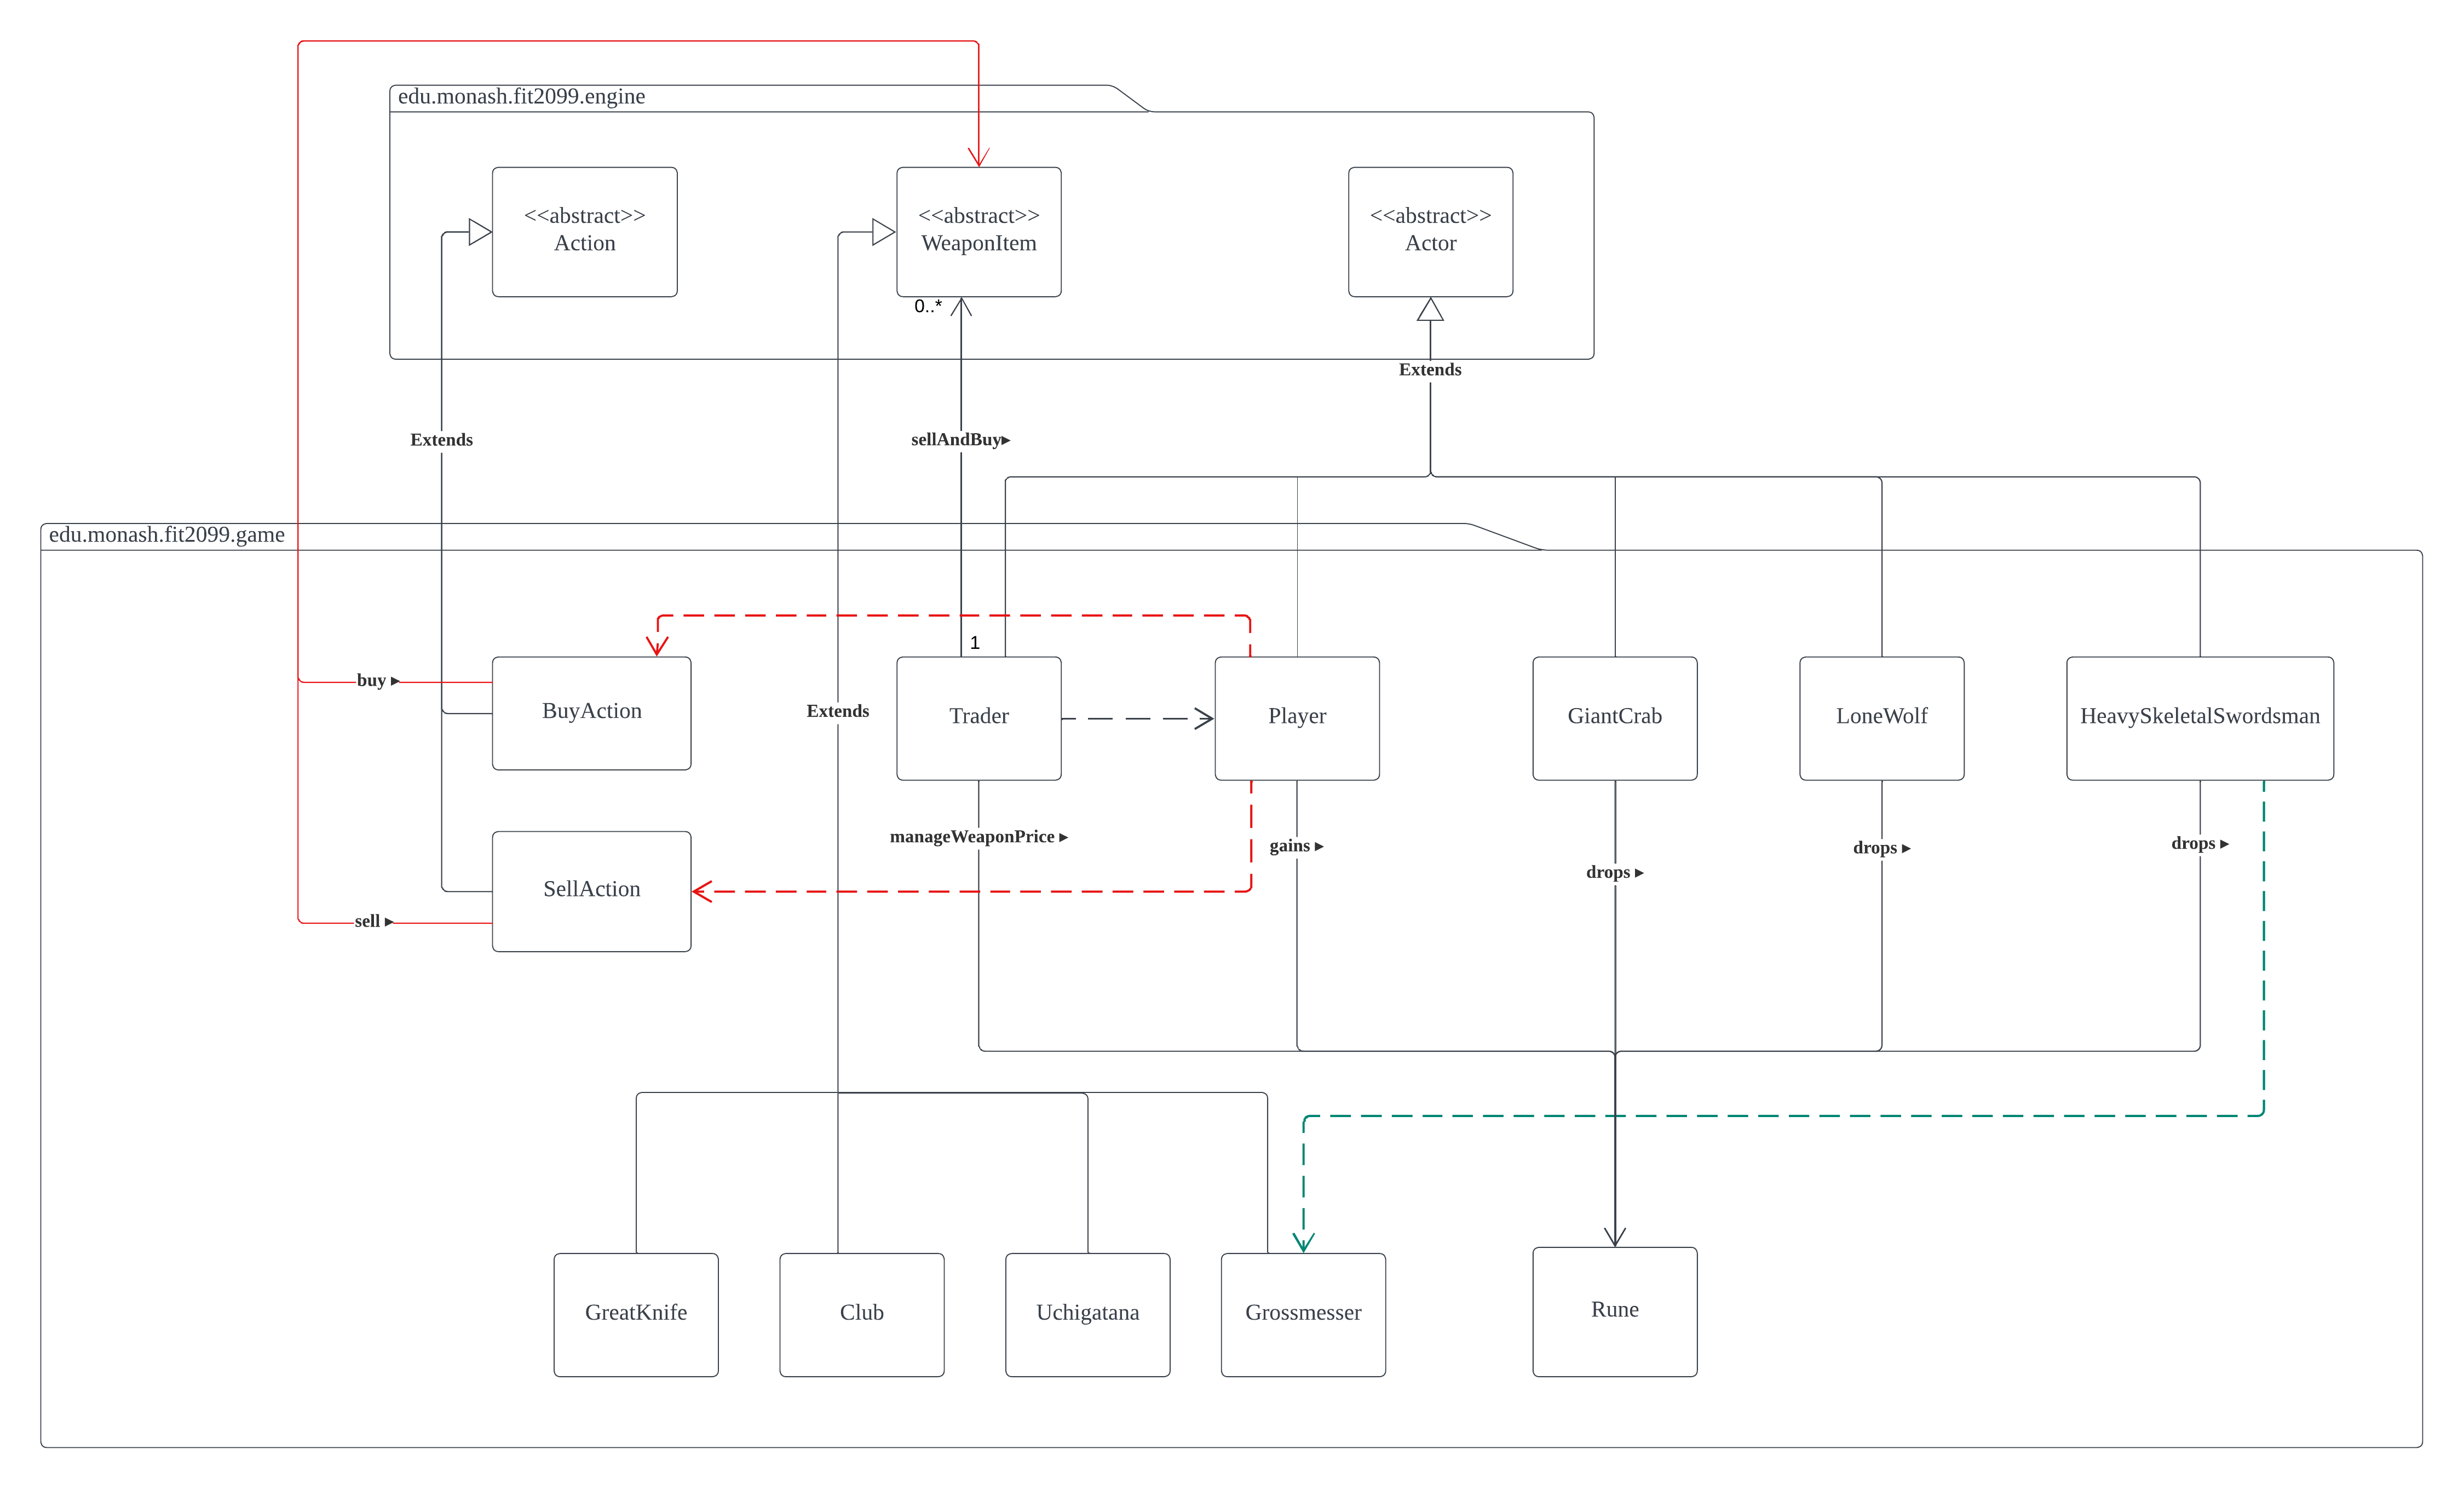 edu.monash.fit2099.engine
<<abstract>>
Action
<<abstract>>
WeaponItem
<<abstract>>
Actor
0..*
Extends
Extends
sellAndBuy▸
edu.monash.fit2099.game
1
buy ▸
BuyAction
Extends
Trader
Player
GiantCrab
LoneWolf
HeavySkeletalSwordsman
manageWeaponPrice ▸
gains ▸
drops ▸
drops ▸
drops ▸
SellAction
sell ▸
GreatKnife
Club
Uchigatana
Grossmesser
Rune